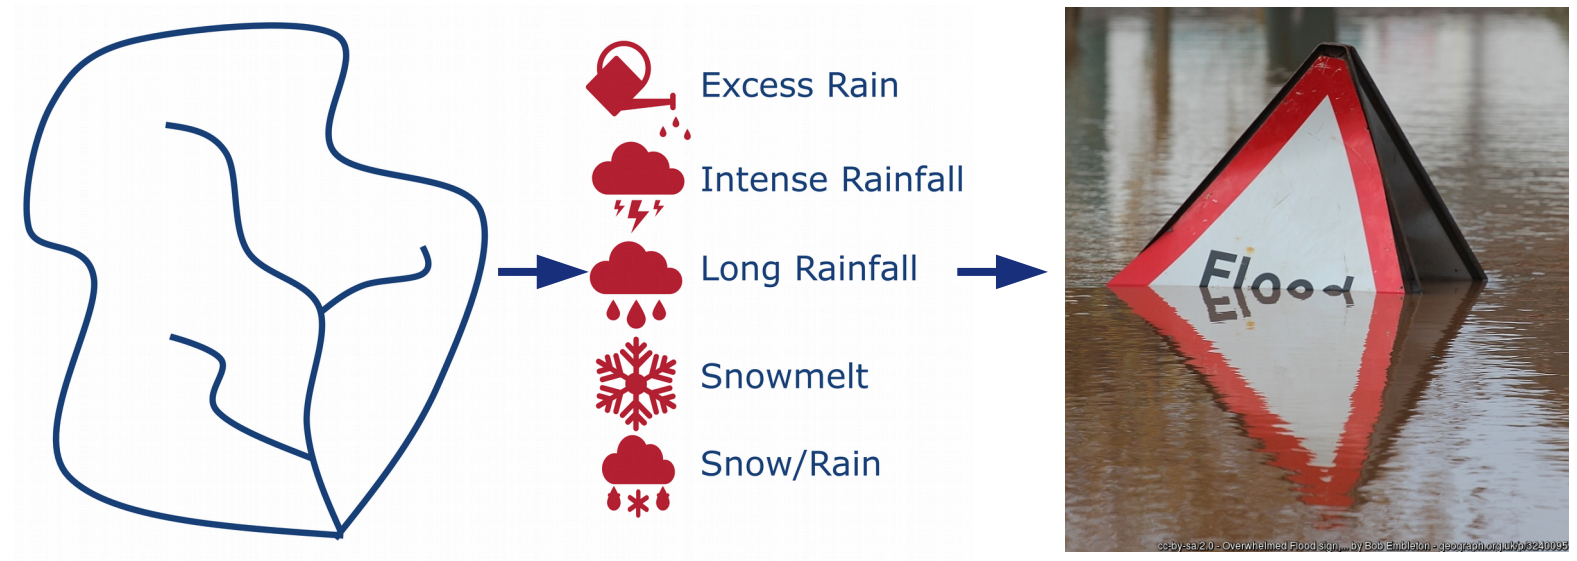 Excess Rain
Intense Rainfall
Long Rainfall
Snowmelt
Snow/Rain
Flood
cc-by-sa/2.0 - Overwhelmed Flood sign,... by Bob Embleton - geograph.org.uk/p/3240095